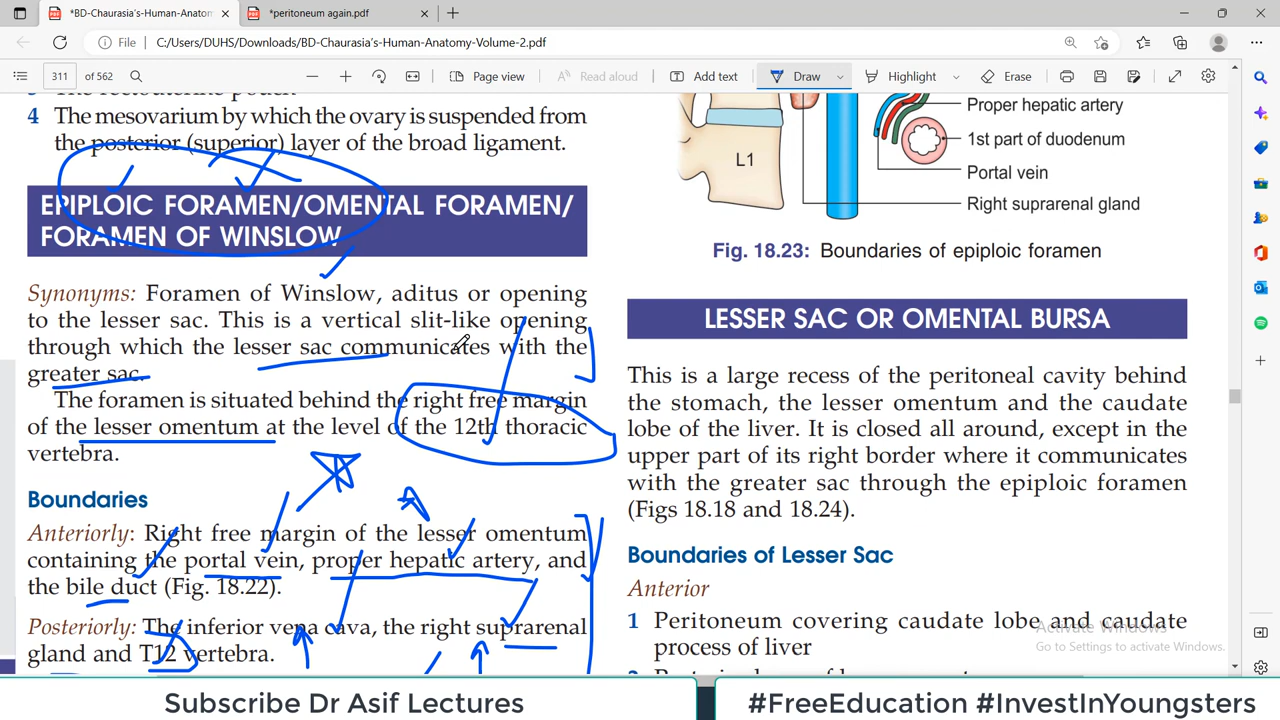 *BD-Chaurasia's-Human-Anatomy-V
*peritoneum again.pdf
File
C:/Users/DUHS/Downloads/BD-Chaurasia's-Human-Anatomy-Volume-2.pdf
311 of 562
Page view
Read aloud
Add text
Draw
Highlight
Erase
4 The mesovarium by which the ovary is suspended from
the posterior (superior) layer of the broad ligament.
EPIPLOIC FORAMEN/OMENTAL FORAMEN/
FORAMEN OF WINSLOW
Synonyms: Foramen of Winslow, aditus or opening
to the lesser sac. This is a vertical slit-like opening
through which the lesser sac communicates with the
greater sac.
The foramen is situated behind the right free margin
of the lesser omentum at the level of the 12th thoracic
vertebra.
Boundaries
Anteriorly: Right free margin of the lesser omentum
containing the portal vein, proper hepatic artery, and
the bile duct (Fig. 18.22).
Posteriorly: The inferior vena cava, the right suprarenal
gland and T12 vertebra.
L1
Proper hepatic artery
1st part of duodenum
Portal vein
Right suprarenal gland
Fig. 18.23: Boundaries of epiploic foramen
LESSER SAC OR OMENTAL BURSA
This is a large recess of the peritoneal cavity behind
the stomach, the lesser omentum and the caudate
lobe of the liver. It is closed all around, except in the
upper part of its right border where it communicates
with the greater sac through the epiploic foramen
(Figs 18.18 and 18.24).
Boundaries of Lesser Sac
Anterior
1 Peritoneum covering caudate lobe and caudate
process of liver
Activate Windows
Go to Settings to activate Windows.
Subscribe Dr Asif Lectures
#FreeEducation #InvestInYoungsters